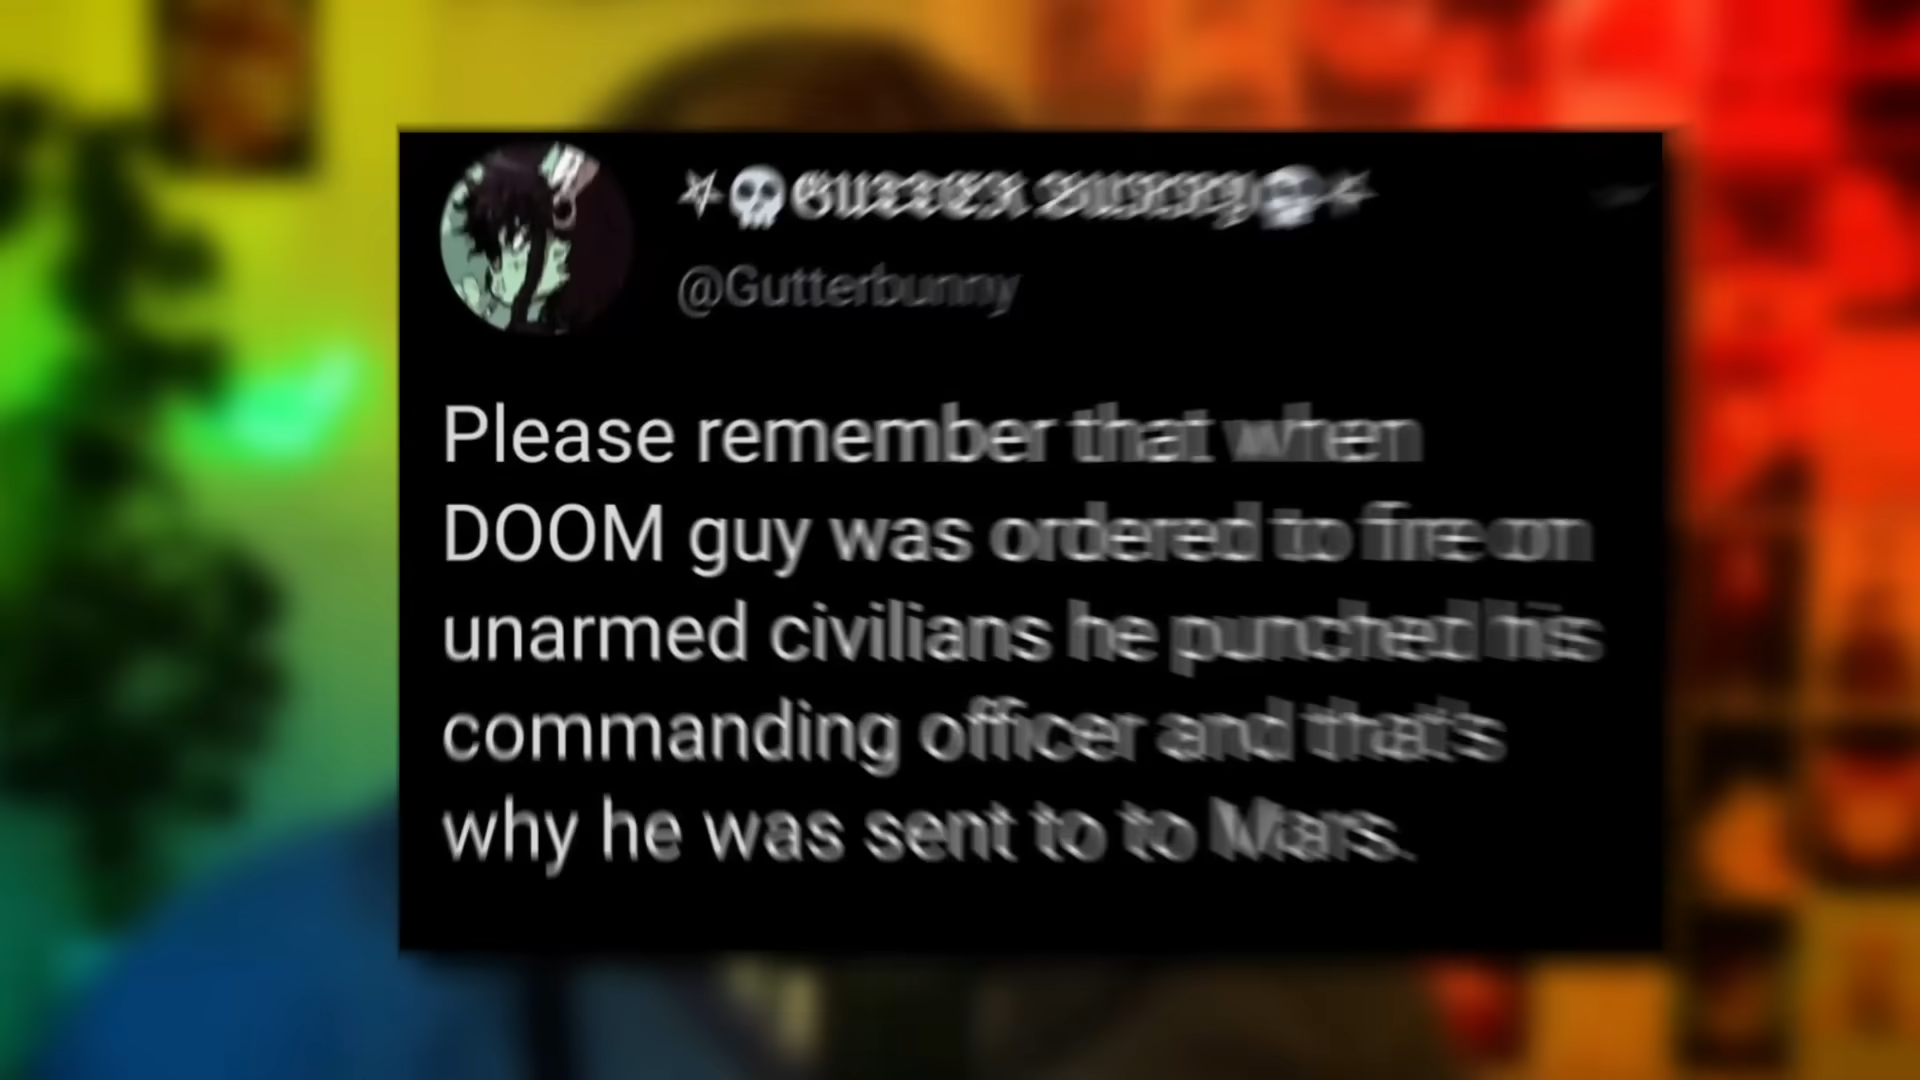 @Gutterbunny
Please remember that when
DOOM guy was ordered to fire on
unarmed civilians he punched his
commanding officer and that's
why he was sent to to Mars.